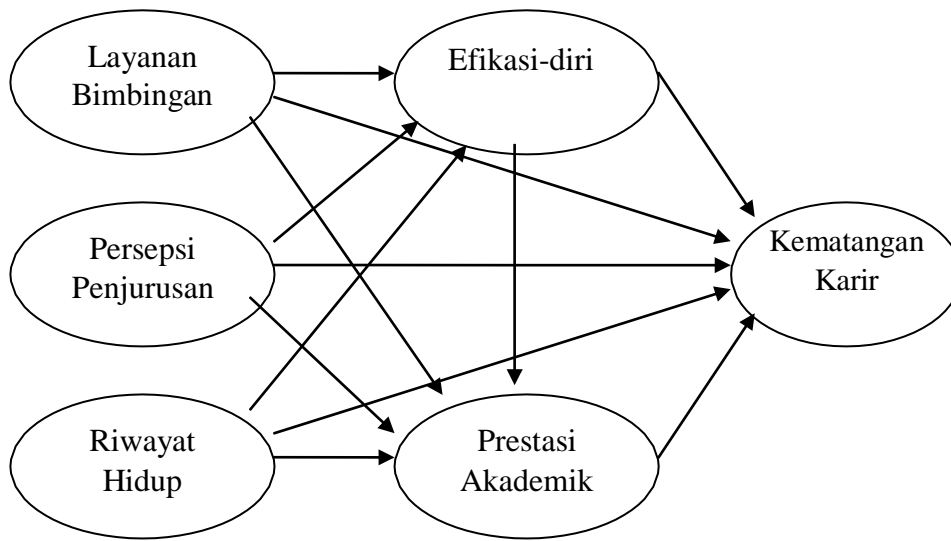 Layanan
Bimbingan
Efikasi-diri
Persepsi
Penjurusan
Kematangan
Karir
Riwayat
Hidup
Prestasi
Akademik